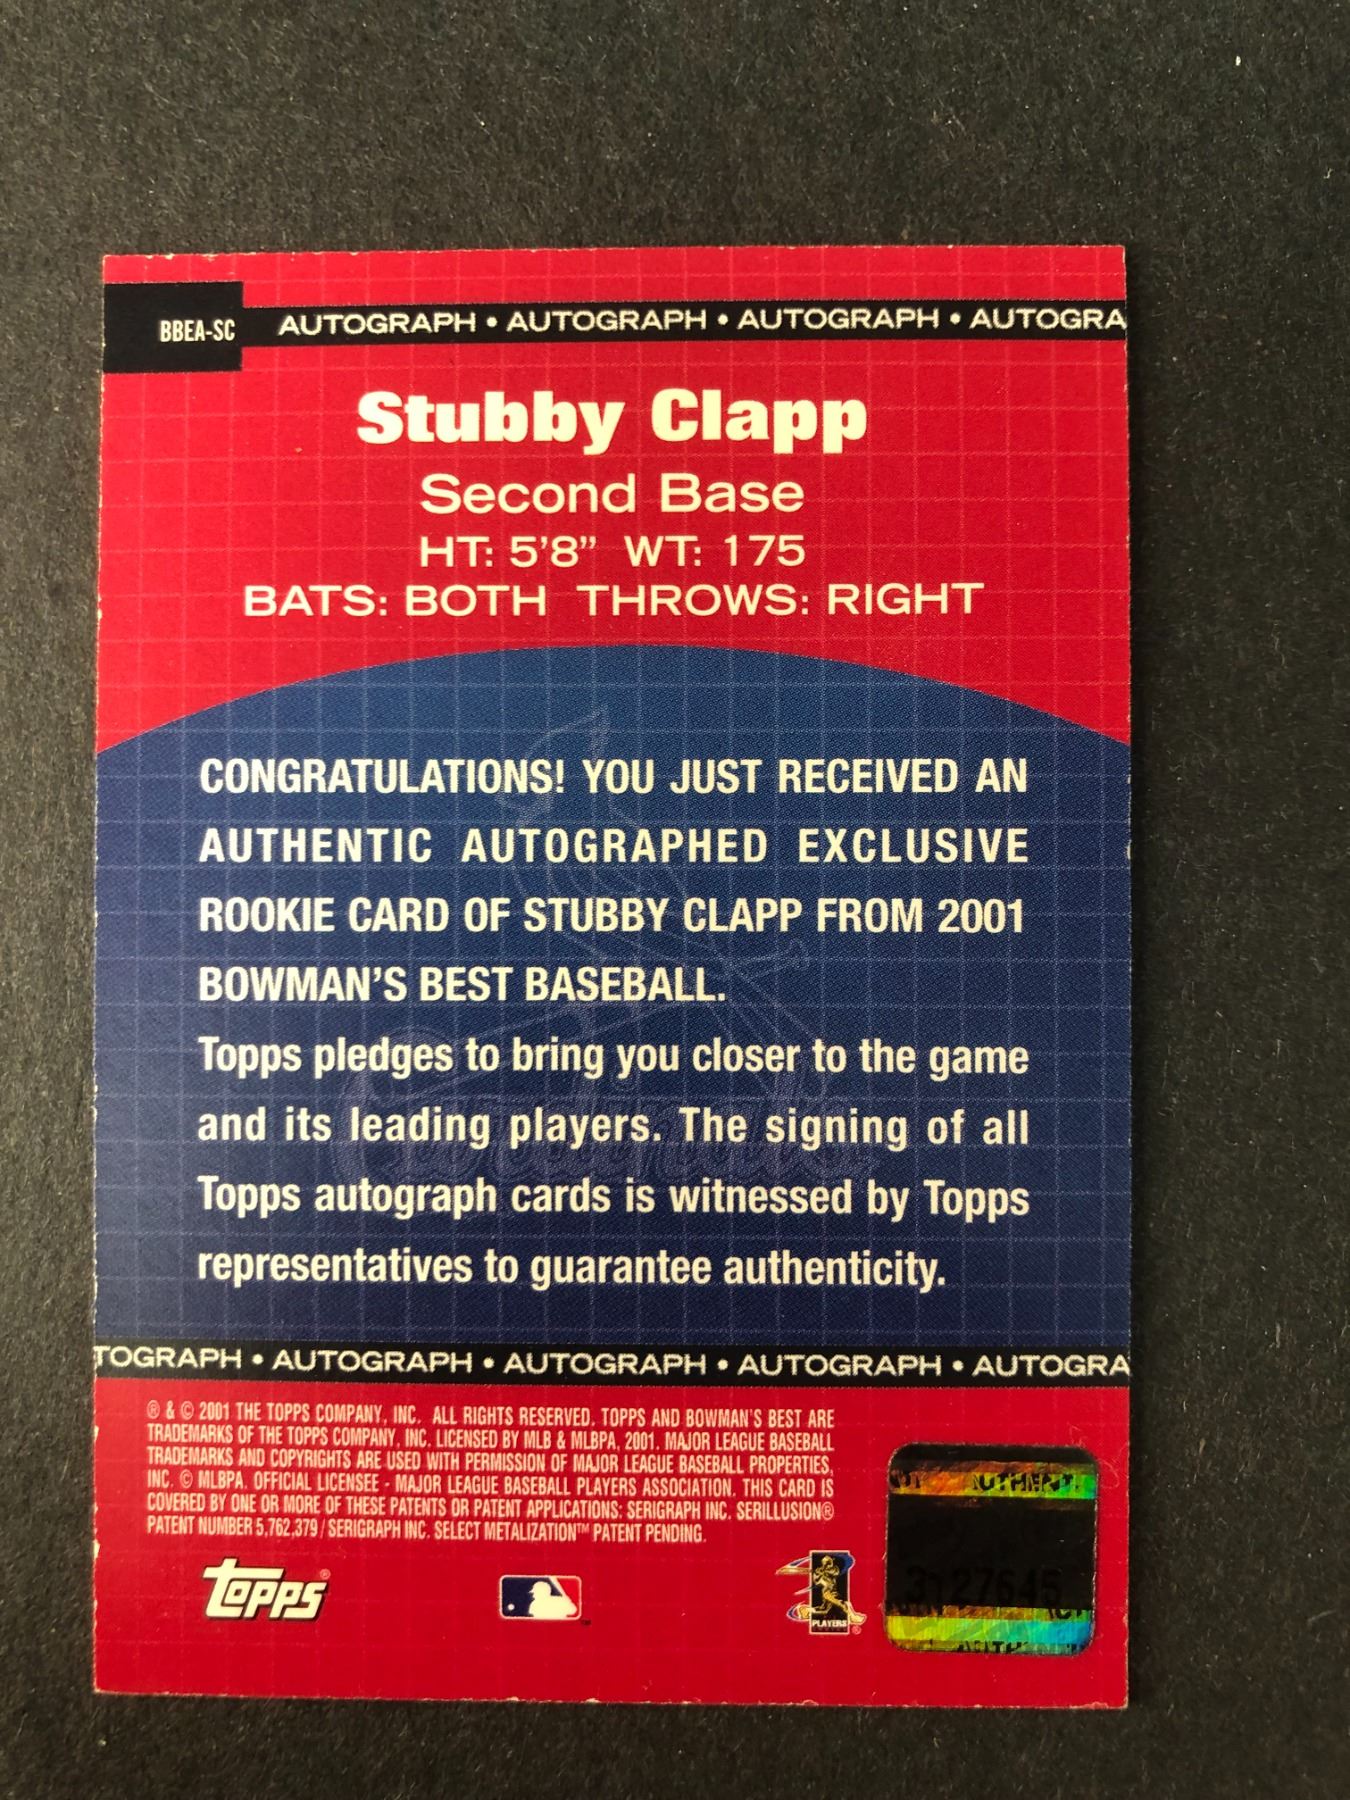 BBEA-SC
AUTOGRAPH • AUTOGRAPH • AUTOGRAPH • AUTOGRA
Stubby Clapp
Second Base
HT: 5'8” WT: 175
BATS: BOTH THROWS: RIGHT
CONGRATULATIONS! YOU JUST RECEIVED AN
AUTHENTIC AUTOGRAPHED EXCLUSIVE
ROOKIE CARD OF STUBBY CLAPP FROM 2001
BOWMAN'S BEST BASEBALL.
Topps pledges to bring you closer to the game
and its leading players. The signing of all
Topps autograph cards is witnessed by Topps
representatives to guarantee authenticity.
Cardinals
TOGRAPH • AUTOGRAPH • AUTOGRAPH • AUTOGRAPH • AUTOGRA
® & © 2001 THE TOPPS COMPANY, INC. ALL RIGHTS RESERVED. TOPPS AND BOWMAN'S BEST ARE
TRADEMARKS OF THE TOPPS COMPANY, INC. LICENSED BY MLB & MLBPA, 2001. MAJOR LEAGUE BASEBALL
TRADEMARKS AND COPYRIGHTS ARE USED WITH PERMISSION OF MAJOR LEAGUE BASEBALL PROPERTIES,
INC. © MLBPA. OFFICIAL LICENSEE - MAJOR LEAGUE BASEBALL PLAYERS ASSOCIATION. THIS CARD IS
COVERED BY ONE OR MORE OF THESE PATENTS OR PATENT APPLICATIONS: SERIGRAPH INC. SERILLUSION®
PATENT NUMBER 5,762,379 / SERIGRAPH INC. SELECT METALIZATION™ PATENT PENDING.
Topps®
PLAYERS